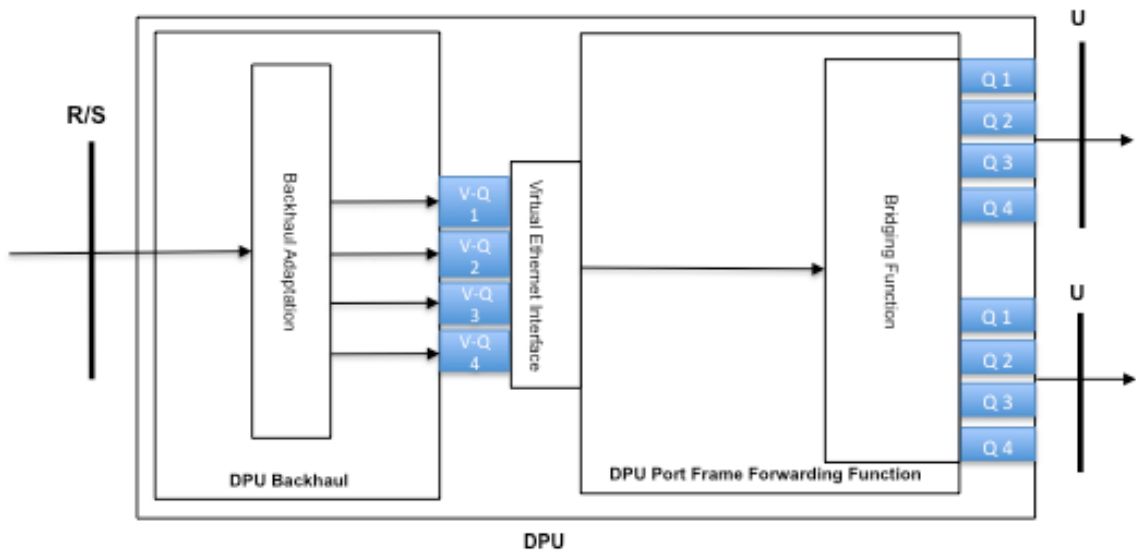 U
R/S
Backhaul Adaptation
V-Q
1
V-Q
2
V-Q
3
V-Q
4
Virtual Ethernet Interface
Bridging Function
Q 1
Q 2
Q 3
Q 4
U
Q 1
Q 2
Q 3
Q 4
DPU Backhaul
DPU Port Frame Forwarding Function
DPU